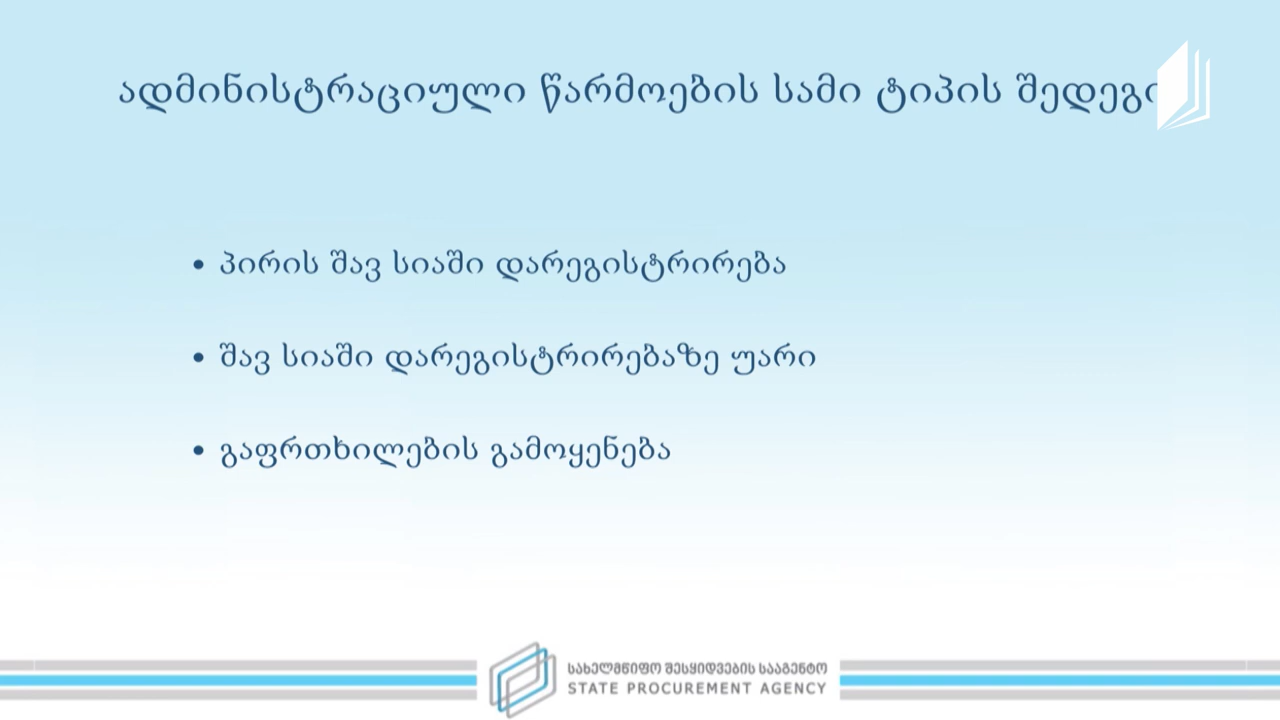 ადმინისტრაციული წარმოების სამი ტიპის შედეგი
• პირის შავ სიაში დარეგისტრირება
• შავ სიაში დარეგისტრირებაზე უარი
• გაფრთხილების გამოყენება
სახელმწიფო შესყიდვების სააგენტო
STATE PROCUREMENT AGENCY